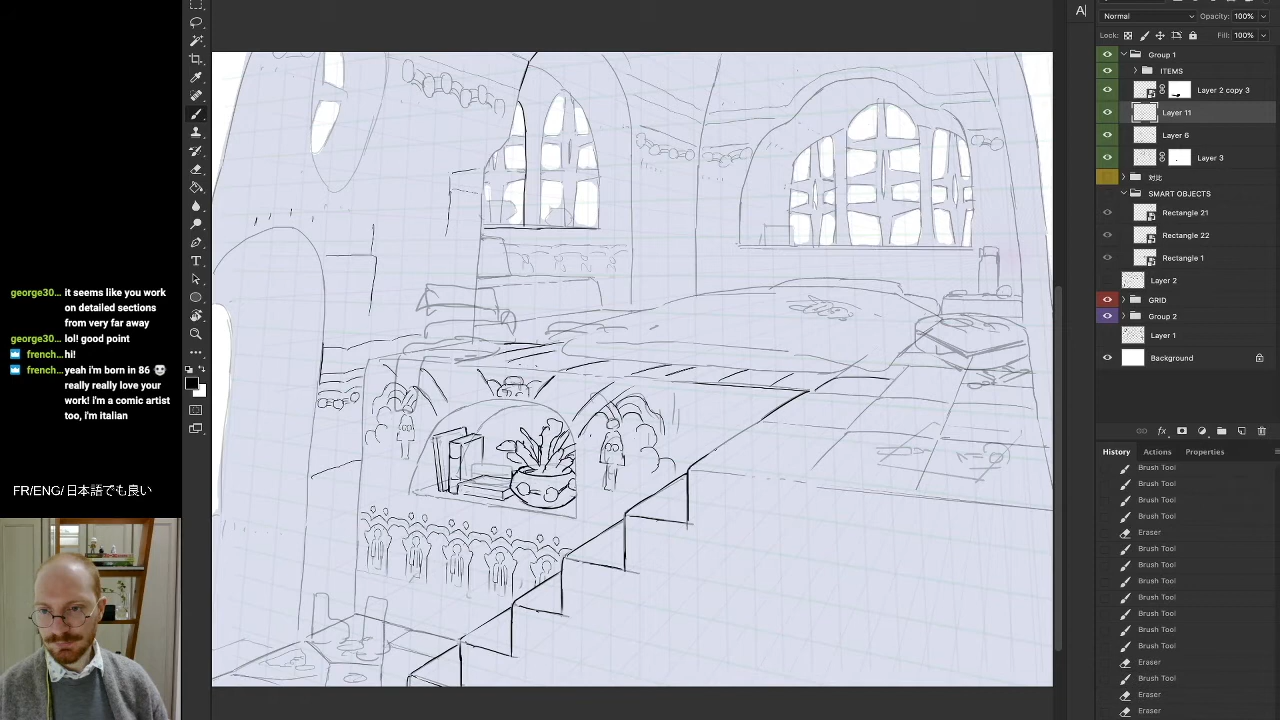 george30... it seems like you work
on detailed sections
from very far away
george30... lol! good point
french... hi!
french... yeah i'm born in 86
really really love your
work! i'm a comic artist
too, i'm italian
FR/ENG/日本語でも良い
A
Normal
Opacity: 100%
Lock:
Fill: 100%
Group 1
ITEMS
Layer 2 copy 3
Layer 11
Layer 6
Layer 3
对比
SMART OBJECTS
Rectangle 21
Rectangle 22
Rectangle 1
Layer 2
GRID
Group 2
Layer 1
Background
fx
History Actions Properties
Brush Tool
Brush Tool
Brush Tool
Brush Tool
Eraser
Brush Tool
Brush Tool
Brush Tool
Brush Tool
Brush Tool
Brush Tool
Brush Tool
Eraser
Brush Tool
Eraser
Eraser